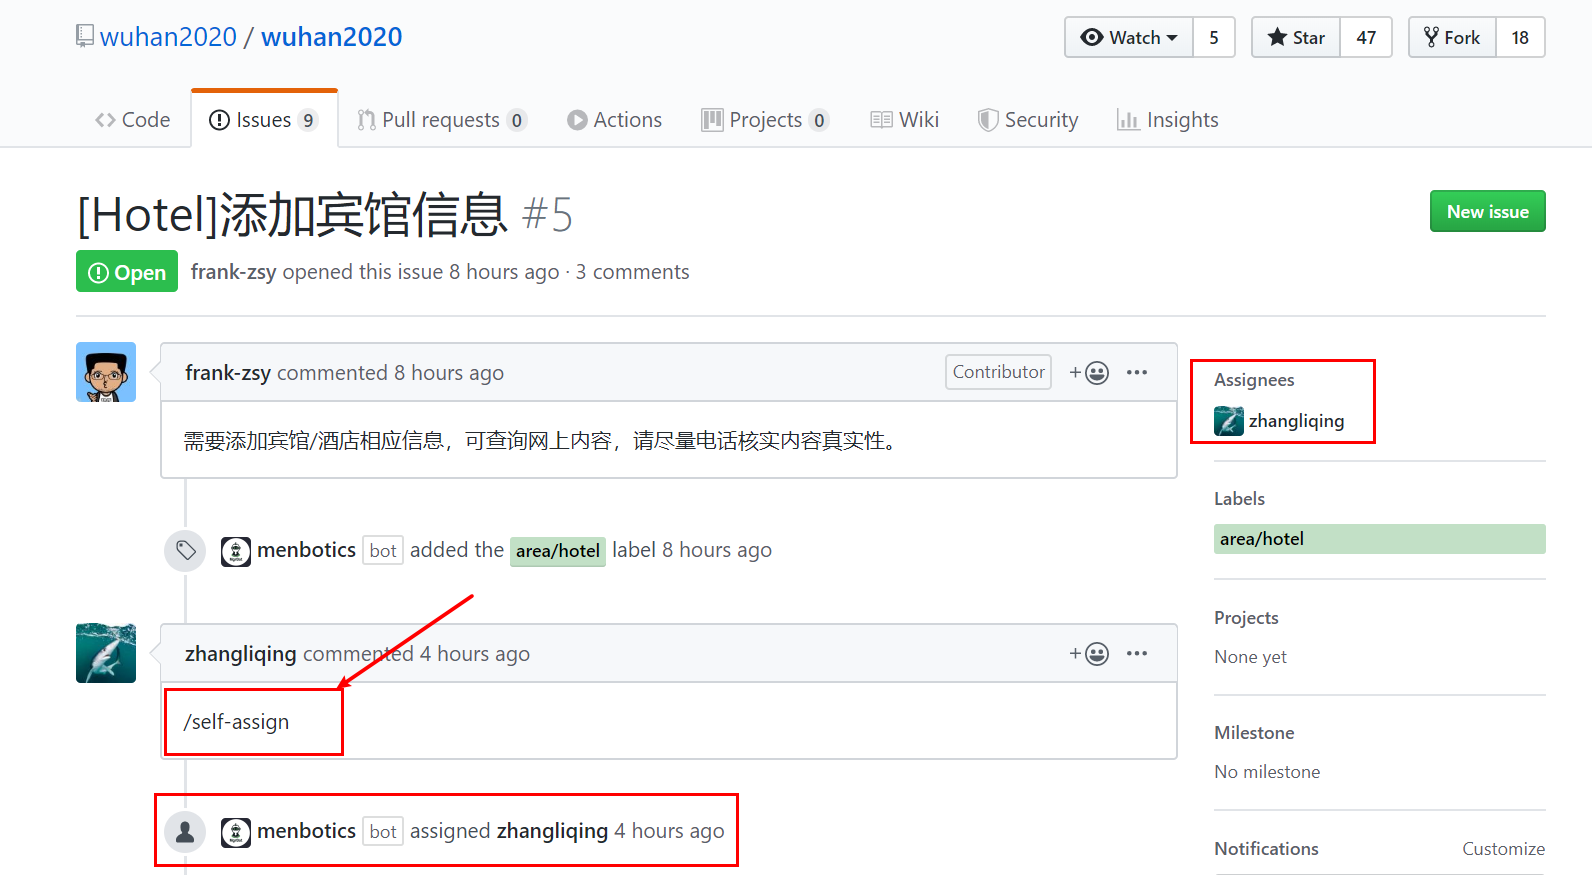 wuhan2020 / wuhan2020
Watch 5 Star 47 Fork 18
Code Issues 9 Pull requests 0 Actions Projects 0 Wiki Security Insights
[Hotel]添加宾馆信息 #5
New issue
Open frank-zsy opened this issue 8 hours ago · 3 comments
frank-zsy commented 8 hours ago Contributor
需要添加宾馆/酒店相应信息，可查询网上内容，请尽量电话核实内容真实性。
menbotics bot added the area/hotel label 8 hours ago
zhangliqing commented 4 hours ago
/self-assign
menbotics bot assigned zhangliqing 4 hours ago
Assignees
zhangliqing
Labels
area/hotel
Projects
None yet
Milestone
No milestone
Notifications Customize